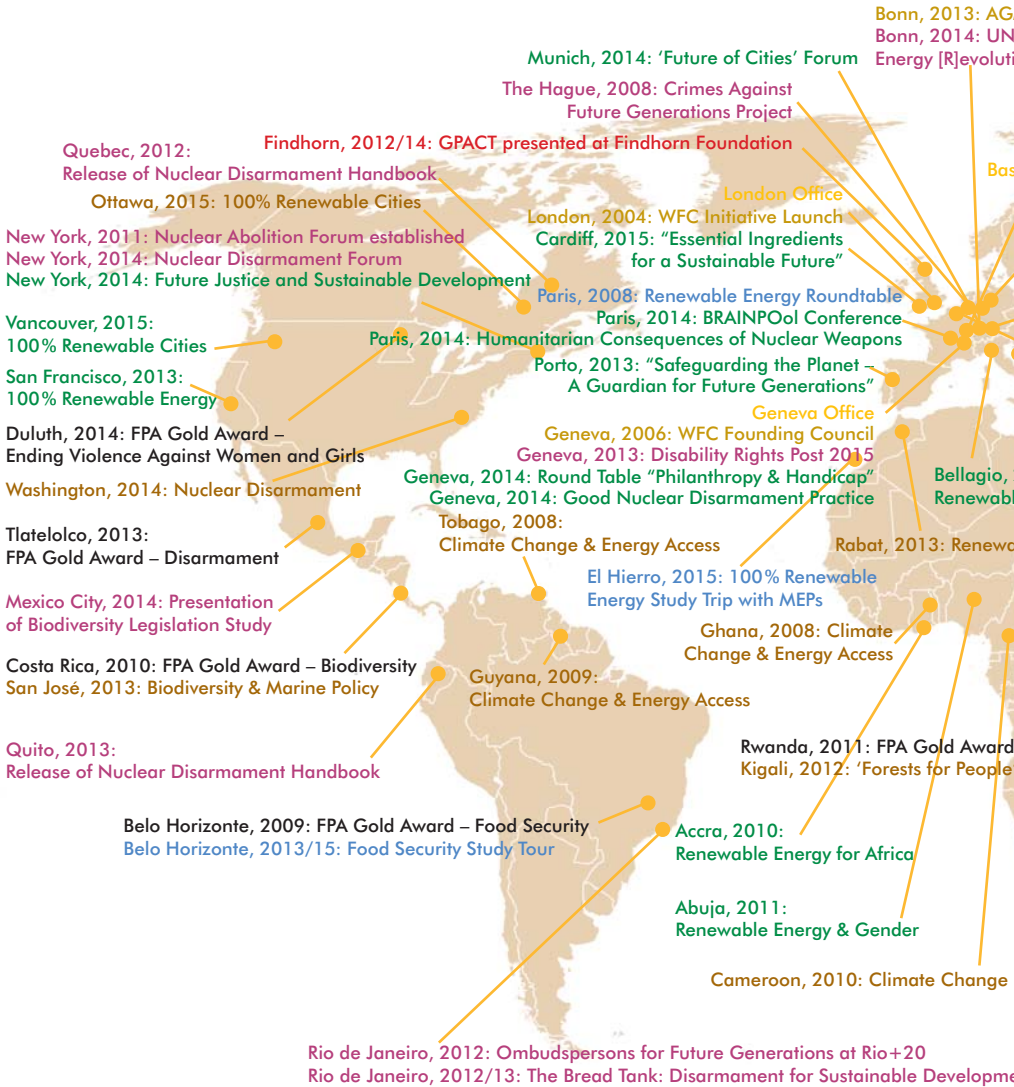 Bonn, 2013: AG
Bonn, 2014: UN
Energy [R]evoluti
Munich, 2014: ‘Future of Cities’ Forum
The Hague, 2008: Crimes Against
Future Generations Project
Findhorn, 2012/14: GPACT presented at Findhorn Foundation
Quebec, 2012:
Release of Nuclear Disarmament Handbook
Bas
Ottawa, 2015: 100% Renewable Cities
London Office
London, 2004: WFC Initiative Launch
Cardiff, 2015: “Essential Ingredients
for a Sustainable Future”
New York, 2011: Nuclear Abolition Forum established
New York, 2014: Nuclear Disarmament Forum
New York, 2014: Future Justice and Sustainable Development
Paris, 2008: Renewable Energy Roundtable
Paris, 2014: BRAINPOol Conference
Paris, 2014: Humanitarian Consequences of Nuclear Weapons
Vancouver, 2015:
100% Renewable Cities
Porto, 2013: “Safeguarding the Planet –
A Guardian for Future Generations”
San Francisco, 2013:
100% Renewable Energy
Geneva Office
Geneva, 2006: WFC Founding Council
Geneva, 2013: Disability Rights Post 2015
Geneva, 2014: Round Table “Philanthropy & Handicap”
Geneva, 2014: Good Nuclear Disarmament Practice
Duluth, 2014: FPA Gold Award –
Ending Violence Against Women and Girls
Bellagio,
Renewabl
Washington, 2014: Nuclear Disarmament
Tobago, 2008:
Climate Change & Energy Access
Rabat, 2013: Renewa
Tlatelolco, 2013:
FPA Gold Award – Disarmament
El Hierro, 2015: 100% Renewable
Energy Study Trip with MEPs
Mexico City, 2014: Presentation
of Biodiversity Legislation Study
Ghana, 2008: Climate
Change & Energy Access
Costa Rica, 2010: FPA Gold Award – Biodiversity
San José, 2013: Biodiversity & Marine Policy
Guyana, 2009:
Climate Change & Energy Access
Quito, 2013:
Release of Nuclear Disarmament Handbook
Rwanda, 2011: FPA Gold Award
Kigali, 2012: ‘Forests for People
Belo Horizonte, 2009: FPA Gold Award – Food Security
Belo Horizonte, 2013/15: Food Security Study Tour
Accra, 2010:
Renewable Energy for Africa
Abuja, 2011:
Renewable Energy & Gender
Cameroon, 2010: Climate Change
Rio de Janeiro, 2012: Ombudspersons for Future Generations at Rio+20
Rio de Janeiro, 2012/13: The Bread Tank: Disarmament for Sustainable Developme